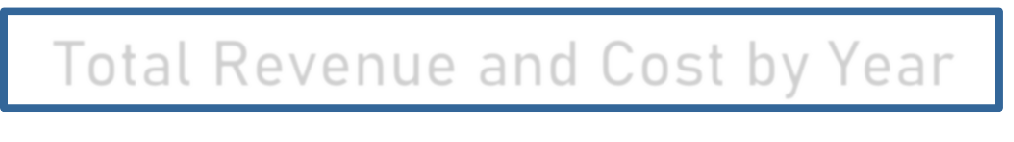 Total Revenue and Cost by Year